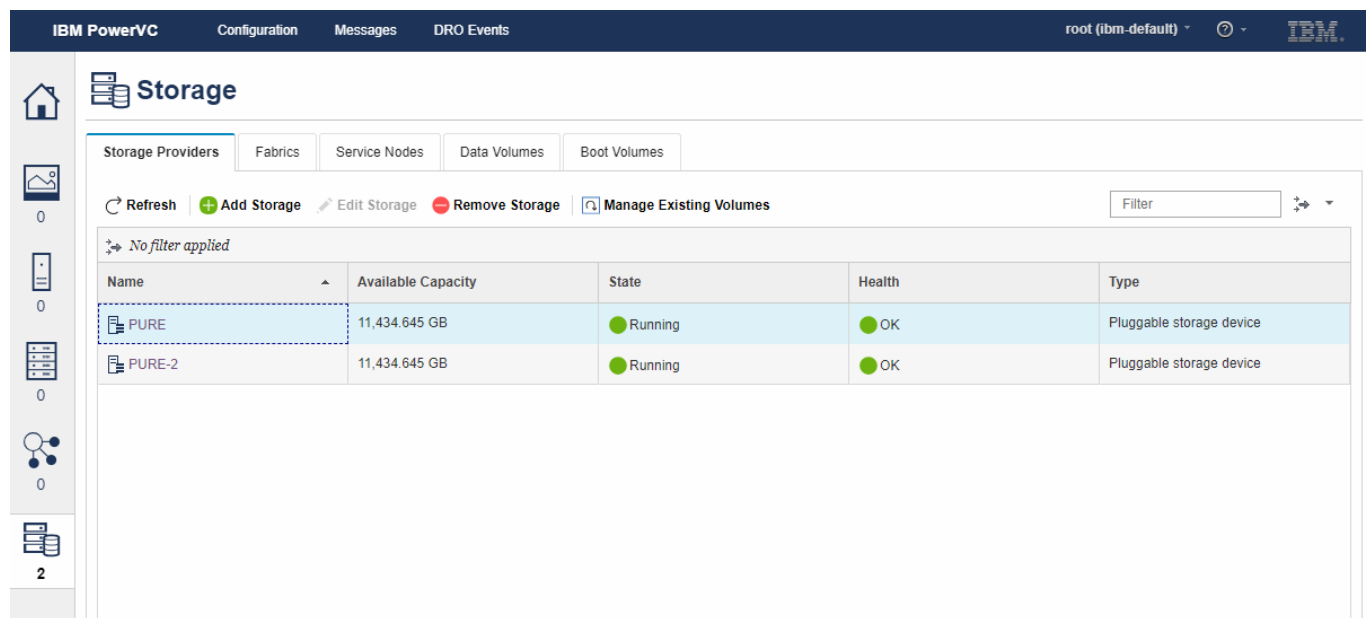 IBM PowerVC Configuration Messages DRO Events root (ibm-default) IBM.
Storage
Storage Providers Fabrics Service Nodes Data Volumes Boot Volumes
Refresh Add Storage Edit Storage Remove Storage Manage Existing Volumes Filter
0
No filter applied
Name Available Capacity State Health Type
0
PURE 11,434.645 GB Running OK Pluggable storage device
PURE-2 11,434.645 GB Running OK Pluggable storage device
0
0
2